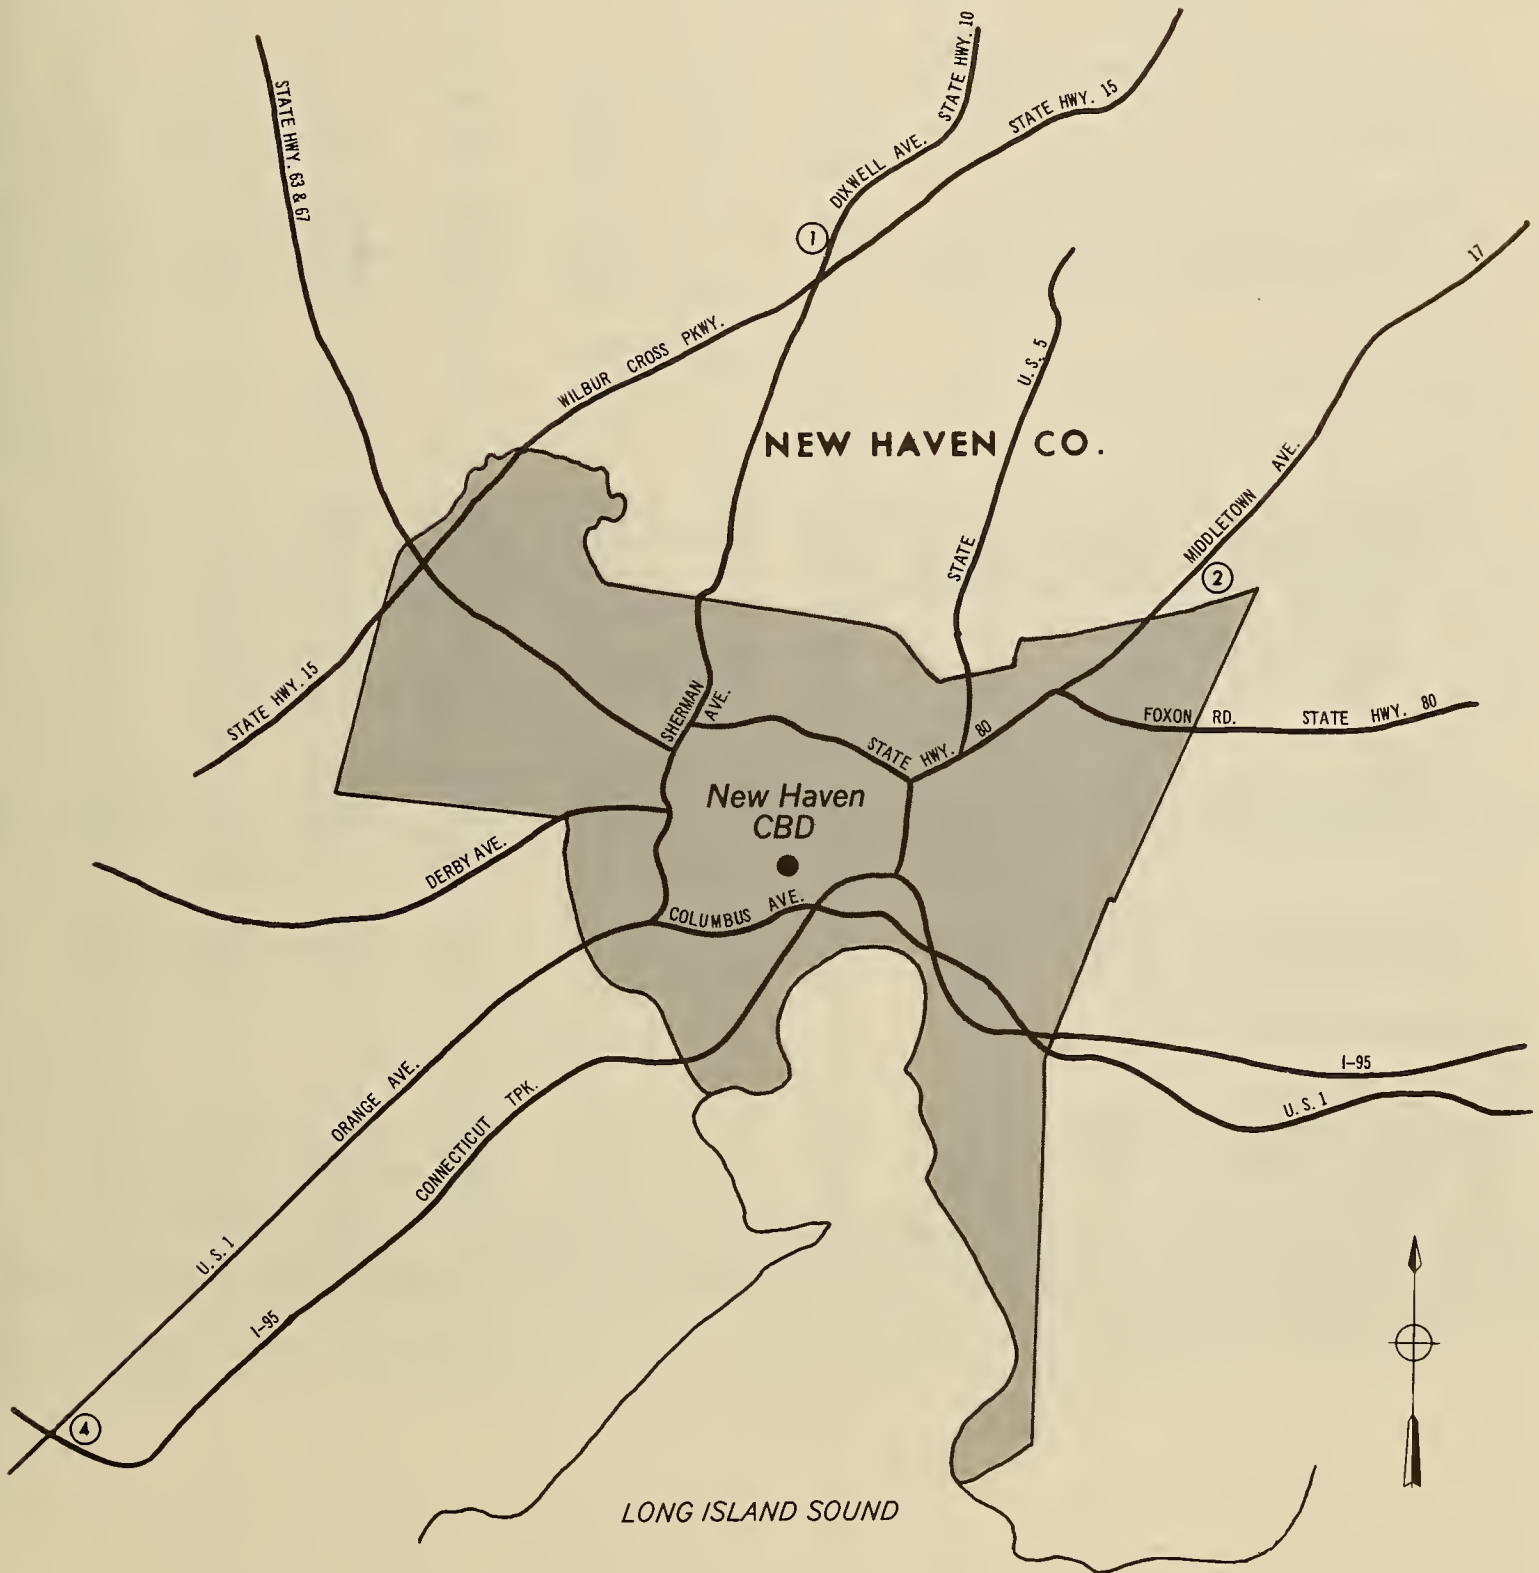 STATE HWY. 10
STATE HWY. 63 & 67
STATE HWY. 15
DIXWELL AVE.
1
17
WILBUR CROSS PKWY.
U.S. 5
NEW HAVEN CO.
MIDDLETOWN AVE.
STATE
2
STATE HWY. 15
SHERMAN
AVE.
FOXON RD.
STATE HWY. 80
STATE HWY. 80
New Haven
CBD
DERBY AVE.
COLUMBUS AVE.
I-95
ORANGE AVE.
CONNECTICUT TPK.
U.S. 1
U.S. 1
I-95
4
LONG ISLAND SOUND